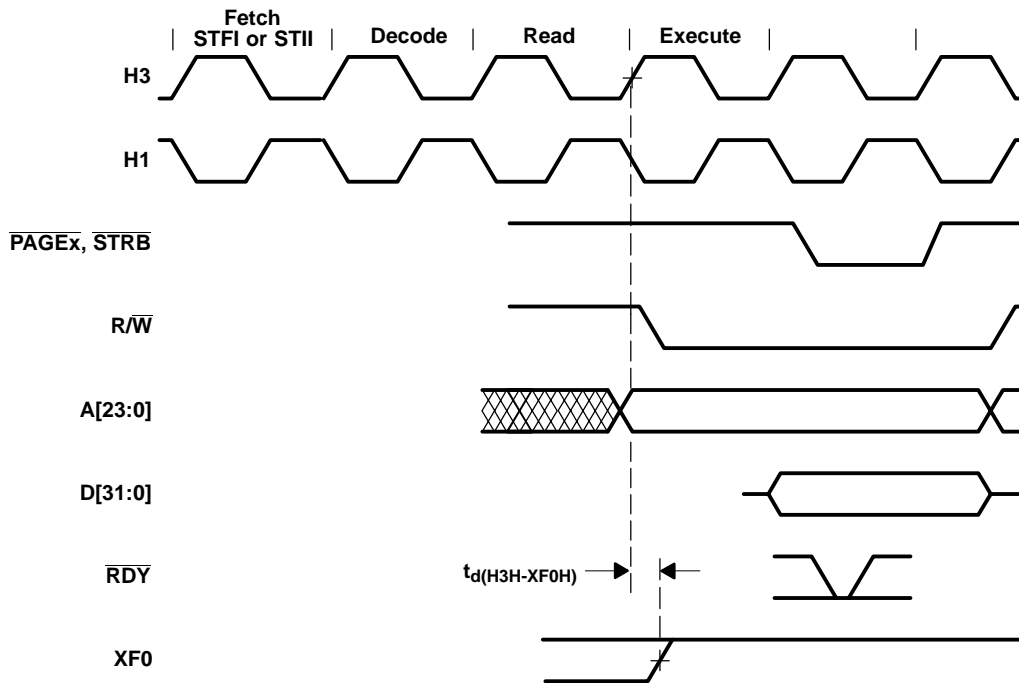 Fetch
STFI or STII
Decode
Read
Execute
H3
H1
PAGEx, STRB
R/W
A[23:0]
D[31:0]
RDY
td(H3H-XF0H)
XF0